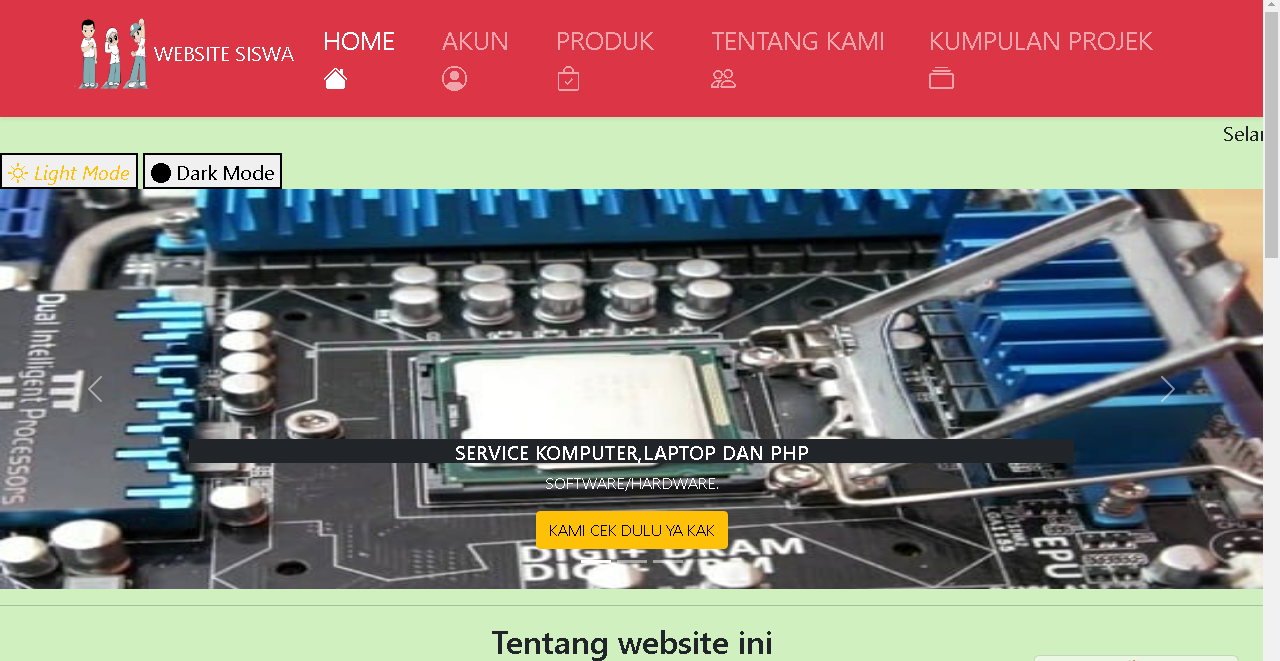 WEBSITE SISWA
HOME
AKUN
PRODUK
TENTANG KAMI
KUMPULAN PROJEK
Light Mode
Dark Mode
Dual Intelligent Processors
SERVICE KOMPUTER,LAPTOP DAN PHP
SOFTWARE/HARDWARE.
KAMI CEK DULU YA KAK
DIGI+ DRAM
DIGI+ VRM
EPU
Tentang website ini